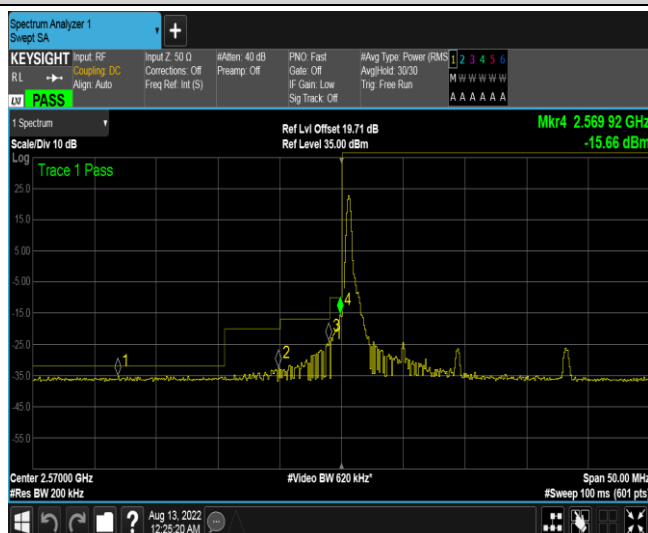 Spectrum Analyzer 1
Swept SA
KEYSIGHT
RL
LXI PASS
Input: RF
Coupling: DC
Align: Auto
Input Z: 50 Ω
Corrections: Off
Freq Ref: Int (S)
#Atten: 40 dB
Preamp: Off
PNO: Fast
Gate: Off
IF Gain: Low
Sig Track: Off
#Avg Type: Power (RMS
Avg|Hold: 30/30
Trig: Free Run
1 2 3 4 5 6
M W W W W W
A A A A A A
1 Spectrum
Scale/Div 10 dB
Ref Lvl Offset 19.71 dB
Ref Level 35.00 dBm
Mkr4 2.569 92 GHz
-15.66 dBm
Log
Trace 1 Pass
25.0
15.0
5.00
-5.00
-15.0
-25.0
-35.0
-45.0
-55.0
1
2
3
4
Center 2.57000 GHz
#Res BW 200 kHz
#Video BW 620 kHz*
Span 50.00 MHz
#Sweep 100 ms (601 pts)
?
Aug 13, 2022
12:25:20 AM